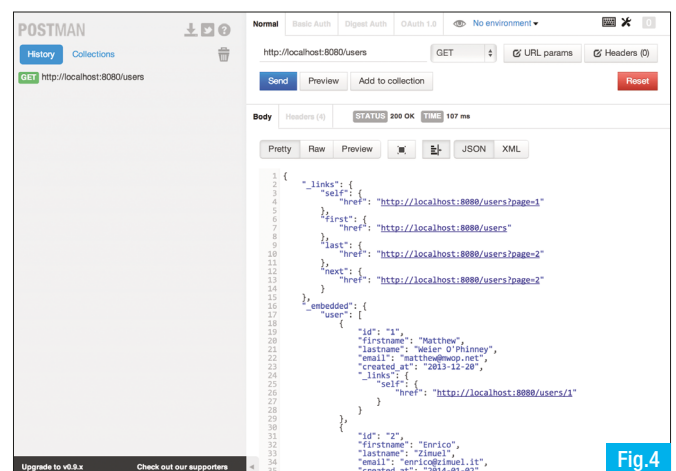 POSTMAN
History Collections
GET http://localhost:8080/users
Upgrade to v0.9.x Check out our supporters
Normal Basic Auth Digest Auth OAuth 1.0 No environment 0
http://localhost:8080/users GET URL params Headers (0)
Send Preview Add to collection Reset
Body Headers (4) STATUS 200 OK TIME 107 ms
Pretty Raw Preview JSON XML
1 {
2 "_links": {
3 "self": {
4 "href": "http://localhost:8080/users?page=1"
5 },
6 "first": {
7 "href": "http://localhost:8080/users"
8 },
9 "last": {
10 "href": "http://localhost:8080/users?page=2"
11 },
12 "next": {
13 "href": "http://localhost:8080/users?page=2"
14 }
15 },
16 "_embedded": {
17 "user": [
18 {
19 "id": "1",
20 "firstname": "Matthew",
21 "lastname": "Weier O'Phinney",
22 "email": "matthew@mwop.net",
23 "created_at": "2013-12-20",
24 "_links": {
25 "self": {
26 "href": "http://localhost:8080/users/1"
27 }
28 }
29 },
30 {
31 "id": "2",
32 "firstname": "Enrico",
33 "lastname": "Zimuel",
34 "email": "enrico@zimuel.it",
35 "created_at": "2014-01-02"
Fig.4